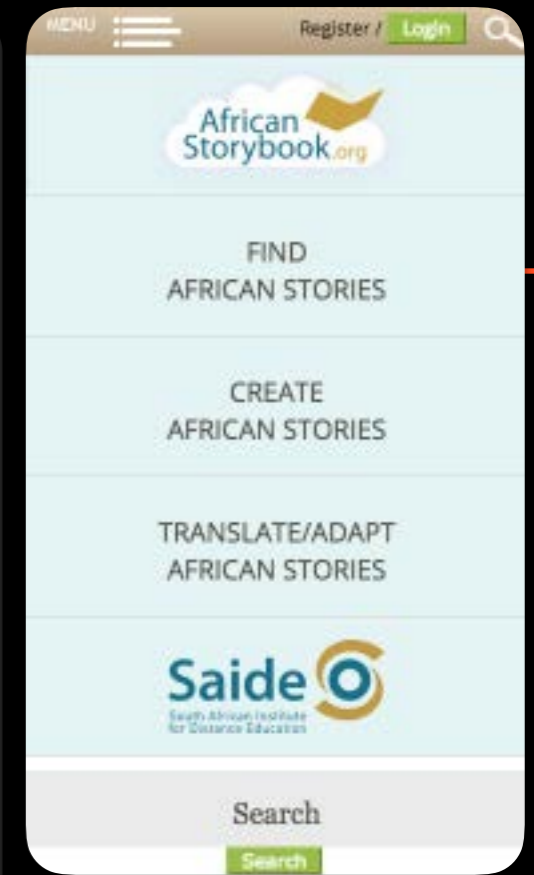 MENU Register / Login
African
Storybook.org
FIND
AFRICAN STORIES
CREATE
AFRICAN STORIES
TRANSLATE/ADAPT
AFRICAN STORIES
Saide
South African Institute
for Distance Education
Search
Search